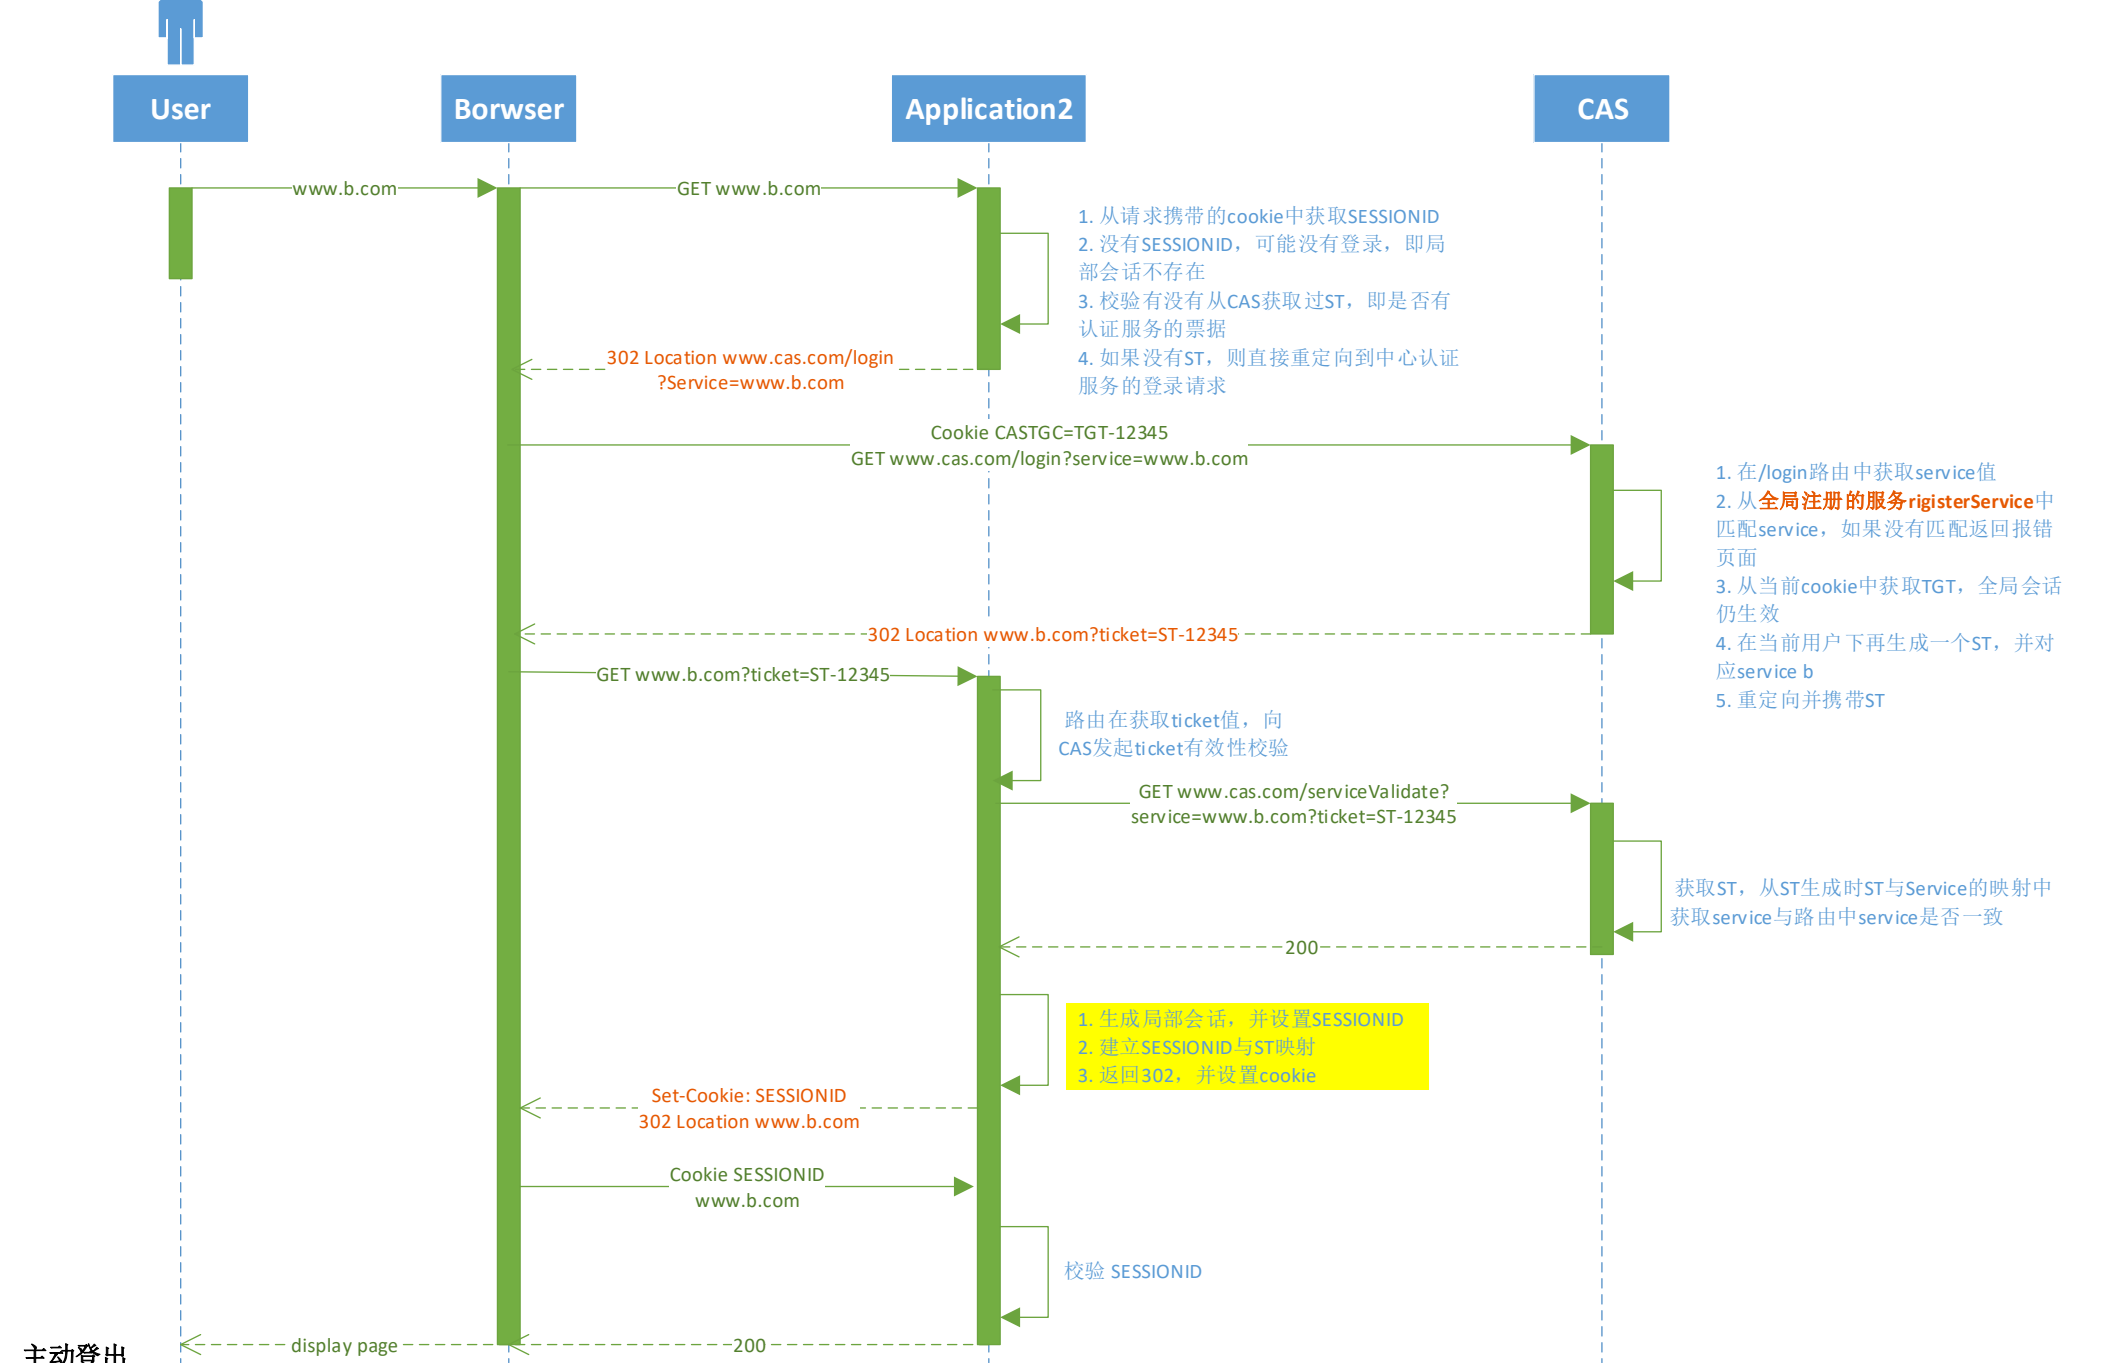 User
Borwser
Application2
CAS
www.b.com
GET www.b.com
1. 从请求携带的cookie中获取SESSIONID
2. 没有SESSIONID，可能没有登录，即局
部会话不存在
3. 校验有没有从CAS获取过ST，即是否有
认证服务的票据
4. 如果没有ST，则直接重定向到中心认证
服务的登录请求
302 Location www.cas.com/login
?Service=www.b.com
Cookie CASTGC=TGT-12345
GET www.cas.com/login?service=www.b.com
1. 在/login路由中获取service值
2. 从全局注册的服务rigisterService中
匹配service，如果没有匹配返回报错
页面
3. 从当前cookie中获取TGT，全局会话
仍生效
4. 在当前用户下再生成一个ST，并对
应service b
5. 重定向并携带ST
302 Location www.b.com?ticket=ST-12345
GET www.b.com?ticket=ST-12345
路由在获取ticket值，向
CAS发起ticket有效性校验
GET www.cas.com/serviceValidate?
service=www.b.com?ticket=ST-12345
获取ST，从ST生成时ST与Service的映射中
获取service与路由中service是否一致
200
1. 生成局部会话，并设置SESSIONID
2. 建立SESSIONID与ST映射
3. 返回302，并设置cookie
Set-Cookie: SESSIONID
302 Location www.b.com
Cookie SESSIONID
www.b.com
校验 SESSIONID
200
display page
主动登出